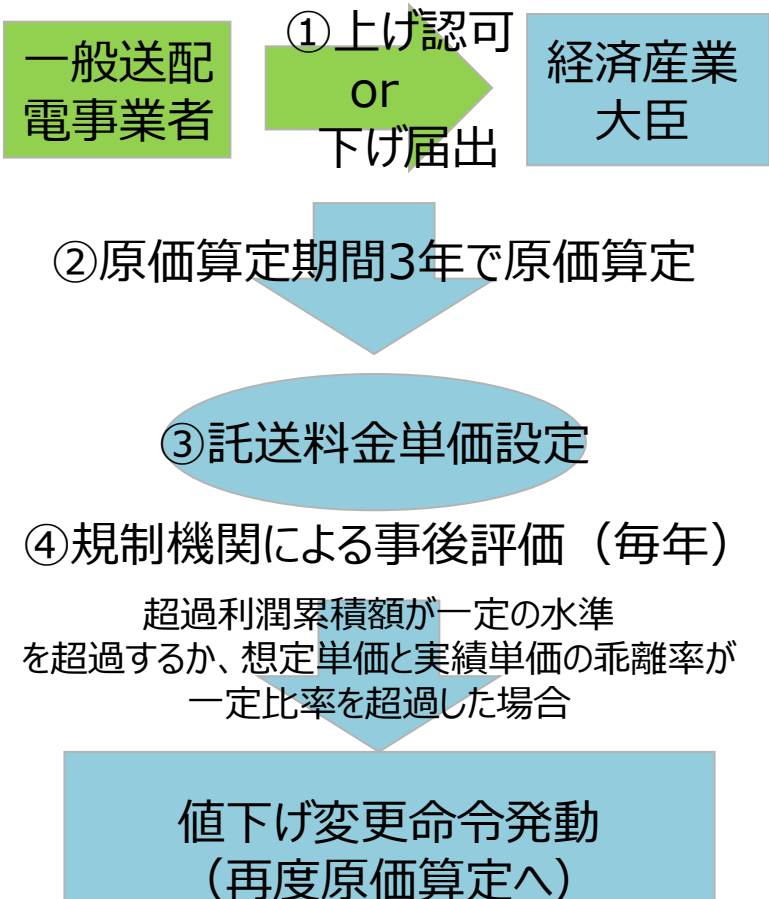 一般送配
電事業者
①上げ認可
or
下げ届出
経済産業
大臣
②原価算定期間3年で原価算定
③託送料金単価設定
④規制機関による事後評価（毎年）
超過利潤累積額が一定の水準
を超過するか、想定単価と実績単価の乖離率が
一定比率を超過した場合
値下げ変更命令発動
（再度原価算定へ）